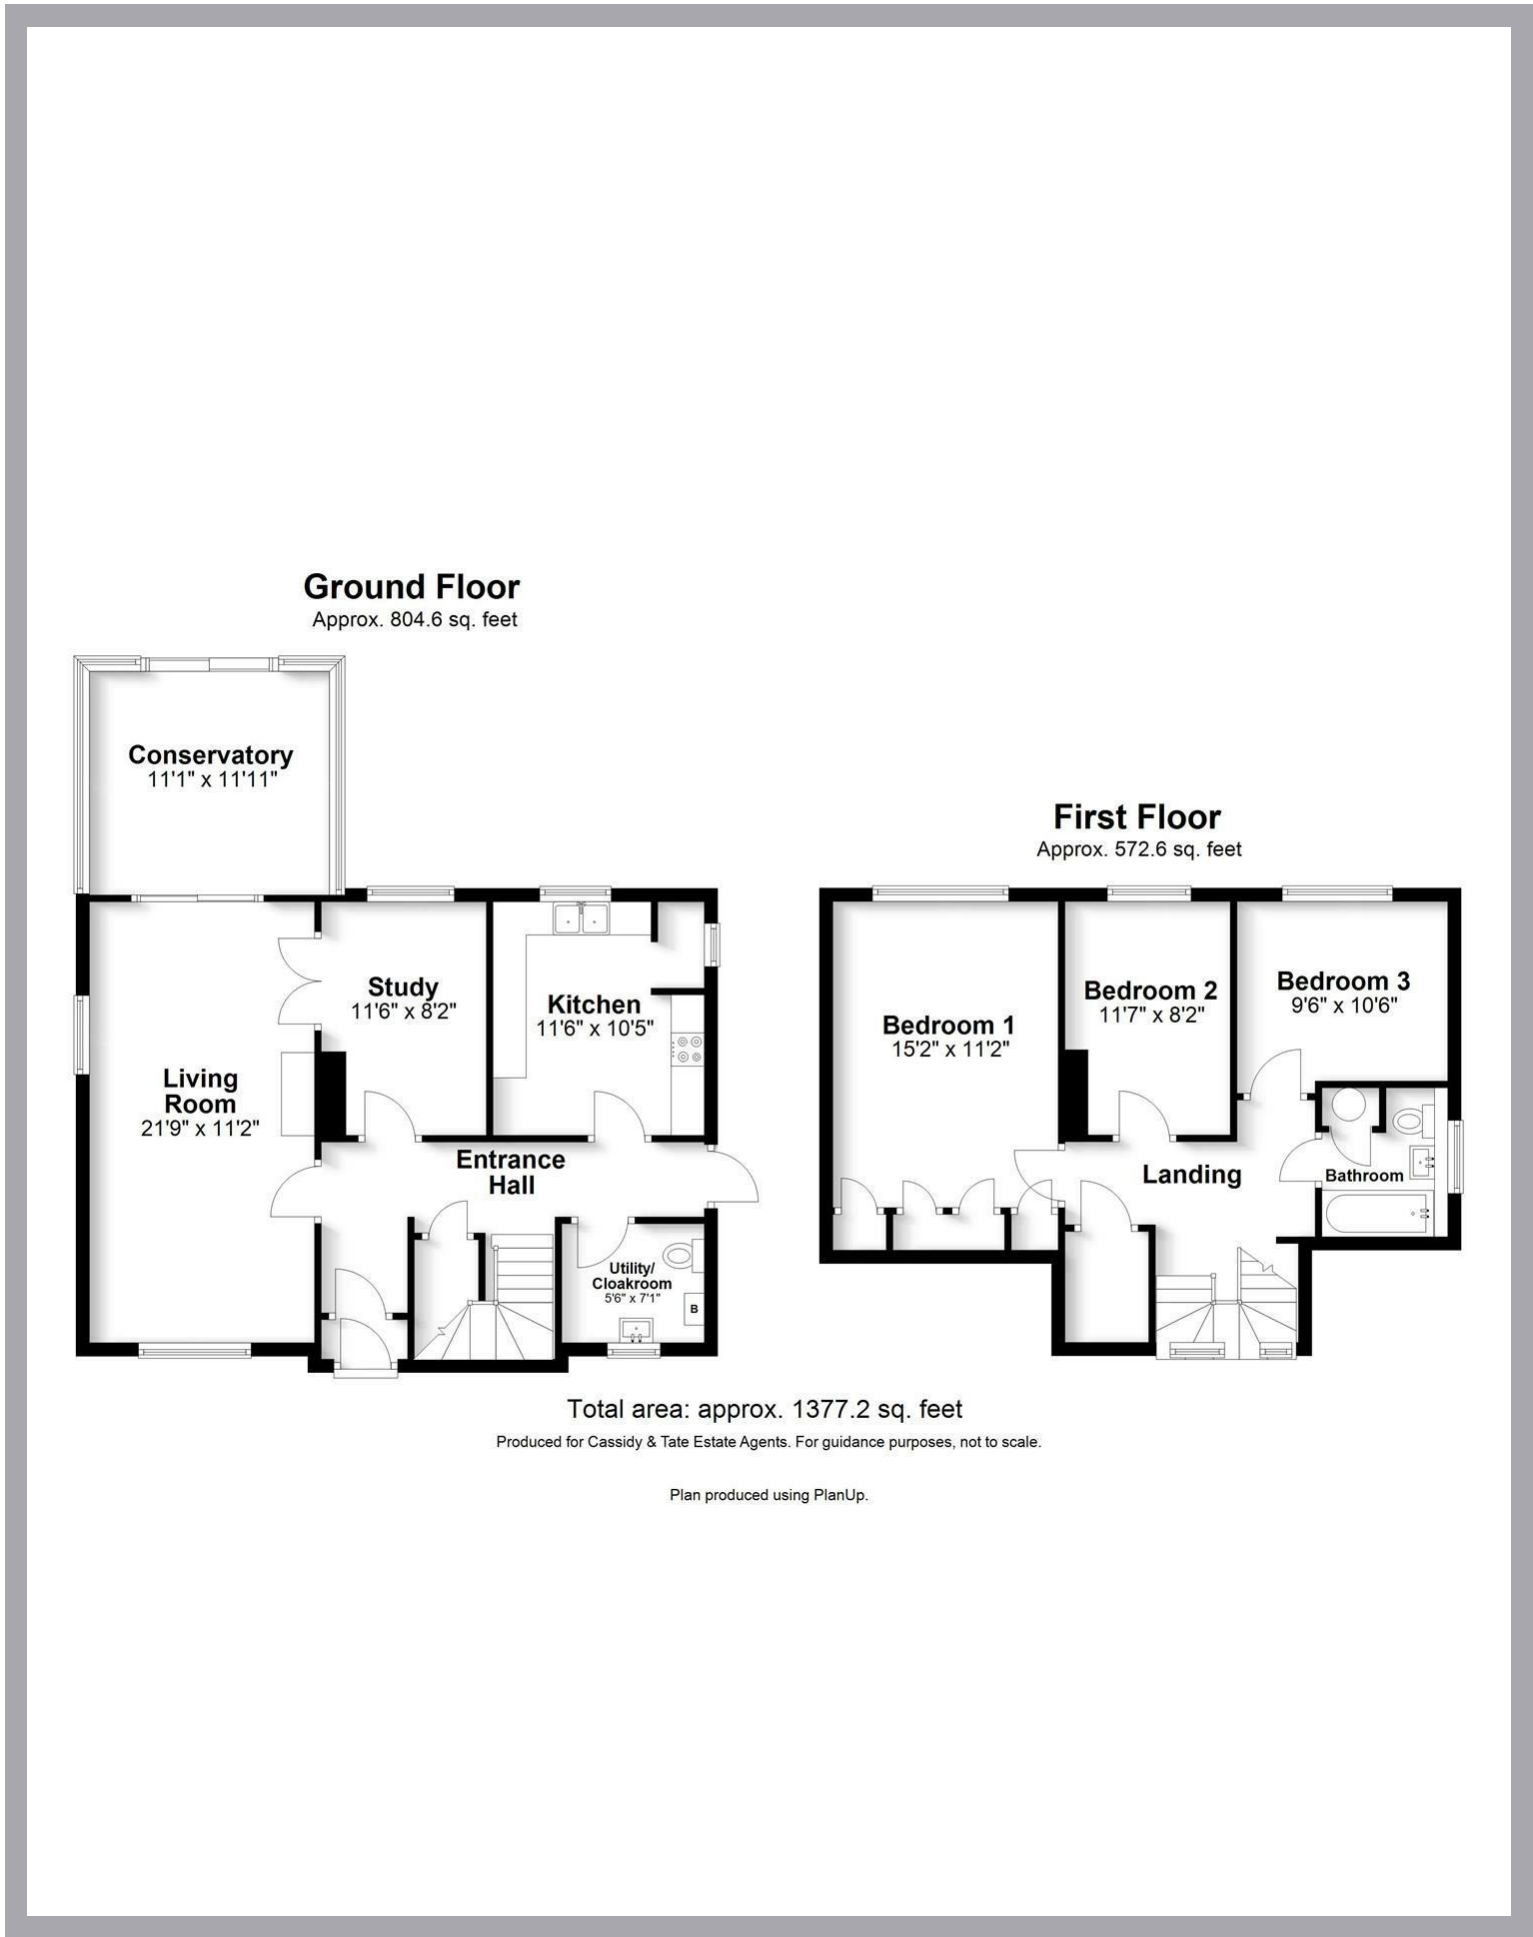 Ground Floor
Approx. 804.6 sq. feet
Conservatory
11'1" x 11'11"
Study
11'6" x 8'2"
Kitchen
11'6" x 10'5"
Living
Room
21'9" x 11'2"
Entrance
Hall
Utility/
Cloakroom
5'6" x 7'1"
B
First Floor
Approx. 572.6 sq. feet
Bedroom 1
15'2" x 11'2"
Bedroom 2
11'7" x 8'2"
Bedroom 3
9'6" x 10'6"
Landing
Bathroom
Total area: approx. 1377.2 sq. feet
Produced for Cassidy & Tate Estate Agents. For guidance purposes, not to scale.
Plan produced using PlanUp.